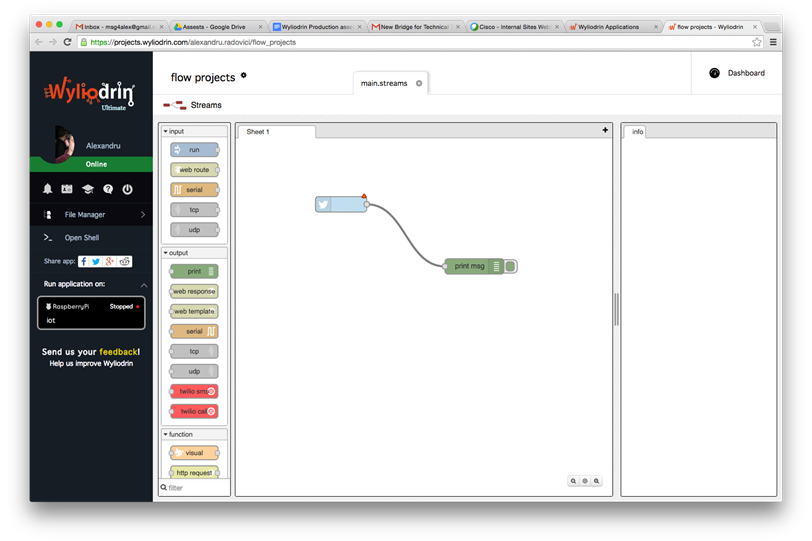 Inbox - msg4alex@gmail.
Assests - Google Drive
Wyliodrin Production asse
New Bridge for Technical
Cisco - Internal Sites Web
Wyliodrin Applications
flow projects - Wyliodrin
https://projects.wyliodrin.com/alexandru.radovici/flow_projects
Wyliodrin
Ultimate
flow projects
main.streams
Dashboard
Streams
Alexandru
Online
File Manager
Open Shell
Share app:
Run application on:
RaspberryPi
Stopped
iot
Send us your feedback!
Help us improve Wyliodrin
input
run
web route
serial
tcp
udp
output
print
web response
web template
serial
tcp
udp
twilio sms
twilio call
function
visual
http request
filter
Sheet 1
print msg
info